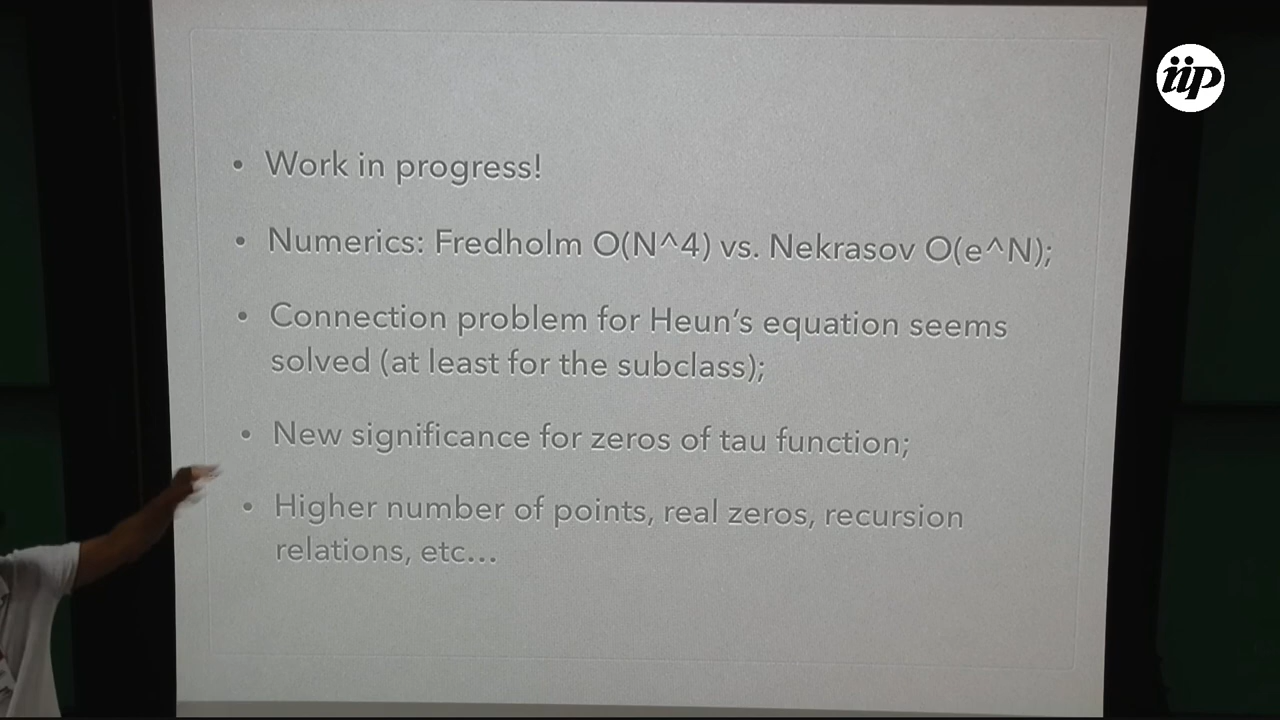 iip
• Work in progress!
• Numerics: Fredholm O(N^4) vs. Nekrasov O(e^N);
• Connection problem for Heun's equation seems
solved (at least for the subclass);
• New significance for zeros of tau function;
• Higher number of points, real zeros, recursion
relations, etc...